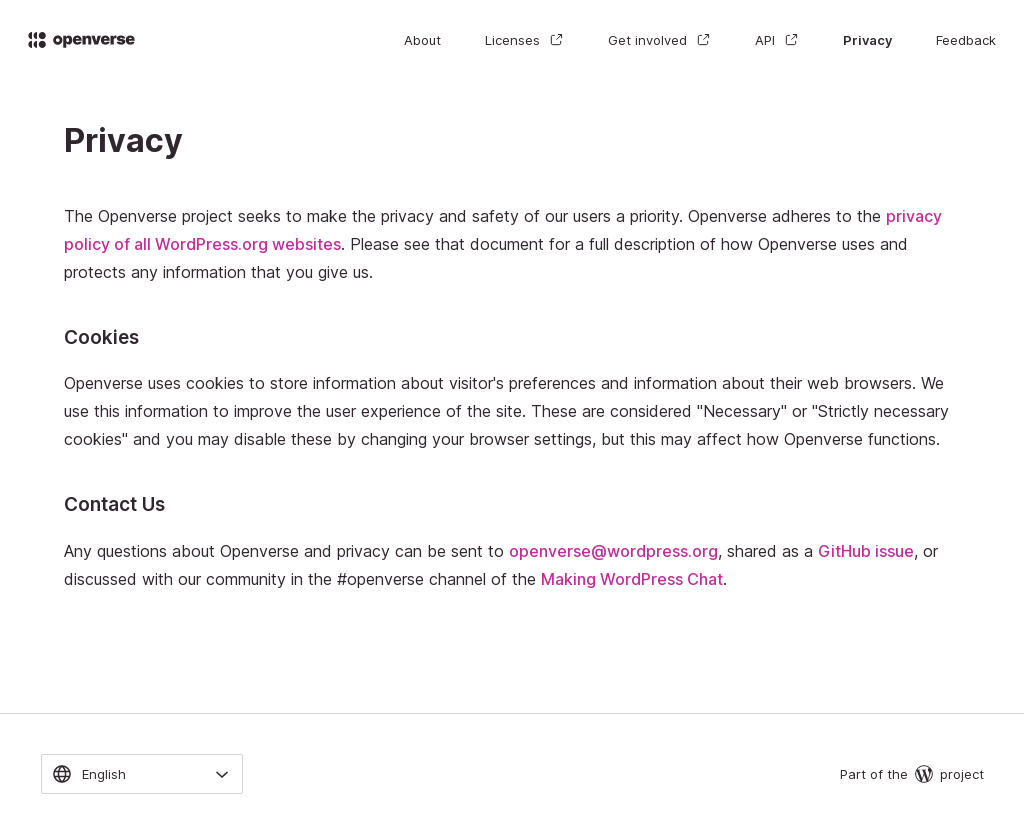 openverse
About
Licenses
Get involved
API
Privacy
Feedback
Privacy
The Openverse project seeks to make the privacy and safety of our users a priority. Openverse adheres to the privacy
policy of all WordPress.org websites. Please see that document for a full description of how Openverse uses and
protects any information that you give us.
Cookies
Openverse uses cookies to store information about visitor's preferences and information about their web browsers. We
use this information to improve the user experience of the site. These are considered "Necessary" or "Strictly necessary
cookies" and you may disable these by changing your browser settings, but this may affect how Openverse functions.
Contact Us
Any questions about Openverse and privacy can be sent to openverse@wordpress.org, shared as a GitHub issue, or
discussed with our community in the #openverse channel of the Making WordPress Chat.
English
Part of the project